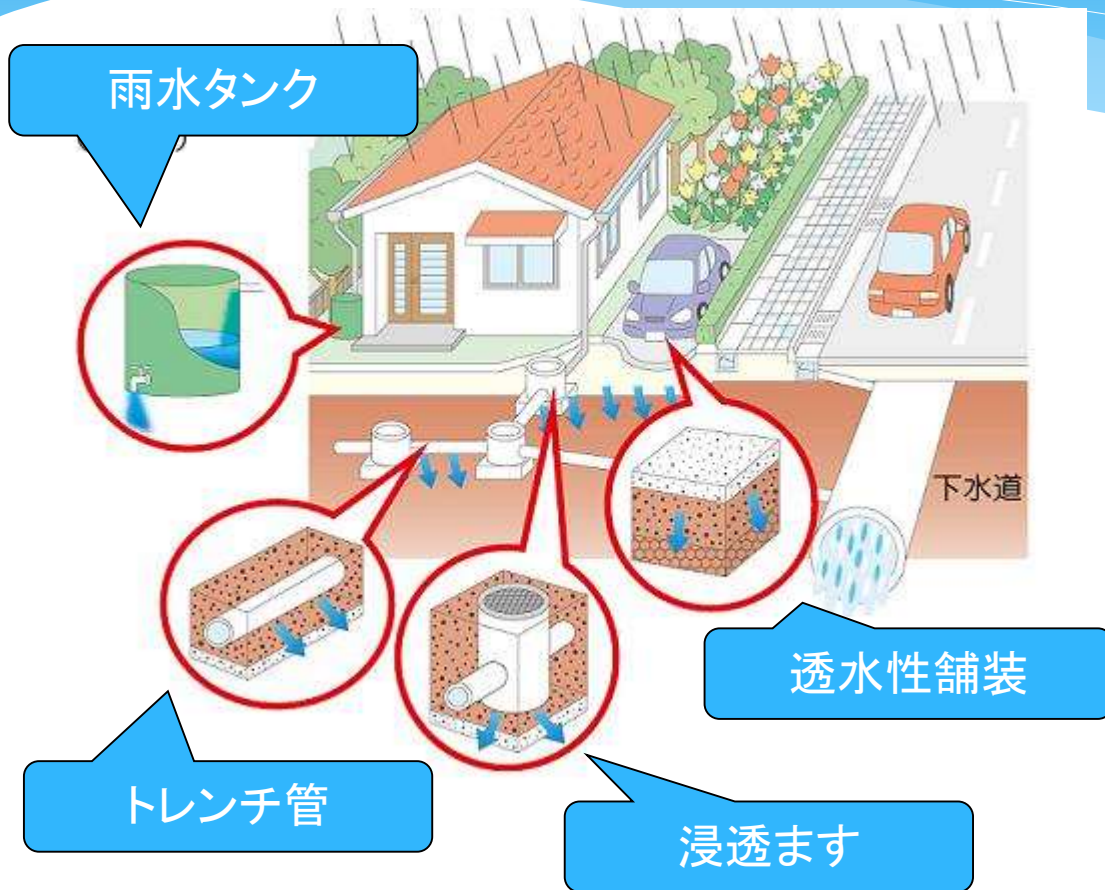 雨水タンク
下水道
透水性舗装
トレンチ管
浸透ます